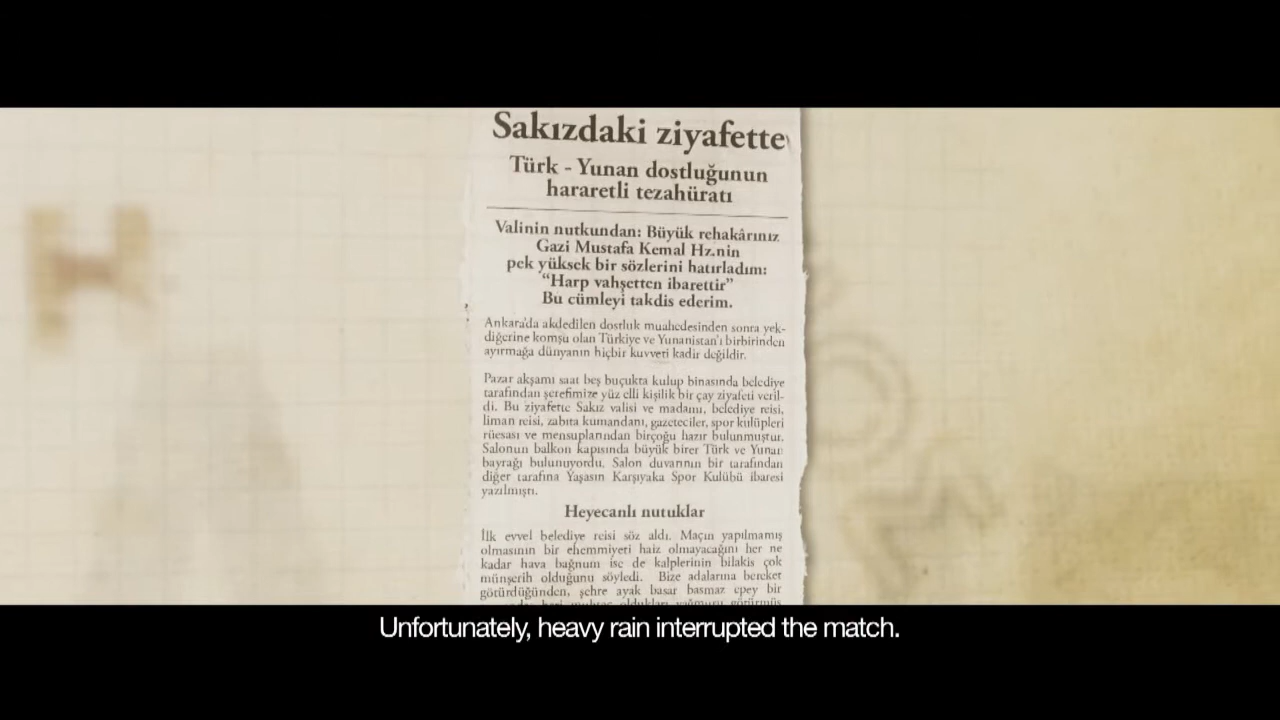 Sakızdaki ziyafette
Türk - Yunan dostluğunun
hararetli tezahüratı
Valinin nutkundan: Büyük rehakârınız
Gazi Mustafa Kemal Hz.nin
pek yüksek bir sözlerini hatırladım:
“Harp vahşetten ibarettir”
Bu cümleyi takdis ederim.
Ankara'da akdedilen dostluk muahedesinden sonra yek-
diğerine komşu olan Türkiye ve Yunanistan'ı birbirinden
ayırmağa dünyanın hiçbir kuvveti kadir değildir.
Pazar akşamı saat beş buçukta kulup binasında belediye
tarafından şerefimize yüz elli kişilik bir çay ziyafeti veril-
di. Bu ziyafette Sakız valisi ve madamı, belediye reisi,
liman reisi, zabıta kumandanı, gazeteciler, spor kulüpleri
rüesası ve mensuplarından birçoğu hazır bulunmuştur.
Salonun balkon kapısında büyük birer Türk ve Yunan
bayrağı bulunuyordu. Salon duvarının bir tarafından
diğer tarafına Yaşasın Karşıyaka Spor Kulübü ibaresi
yazılmıştı.
Heyecanlı nutuklar
İlk evvel belediye reisi söz aldı. Maçın yapılmamış
olmasının bir ehemmiyeti haiz olmayacağını her ne
kadar hava bağnum ise de kalplerinin bilakis çok
münşerih olduğunu söyledi. Bize adalarına bereket
götürdüğünden, şehre ayak basar basmaz epey bir
oldukları yağmuru görürmüş
Unfortunately, heavy rain interrupted the match.